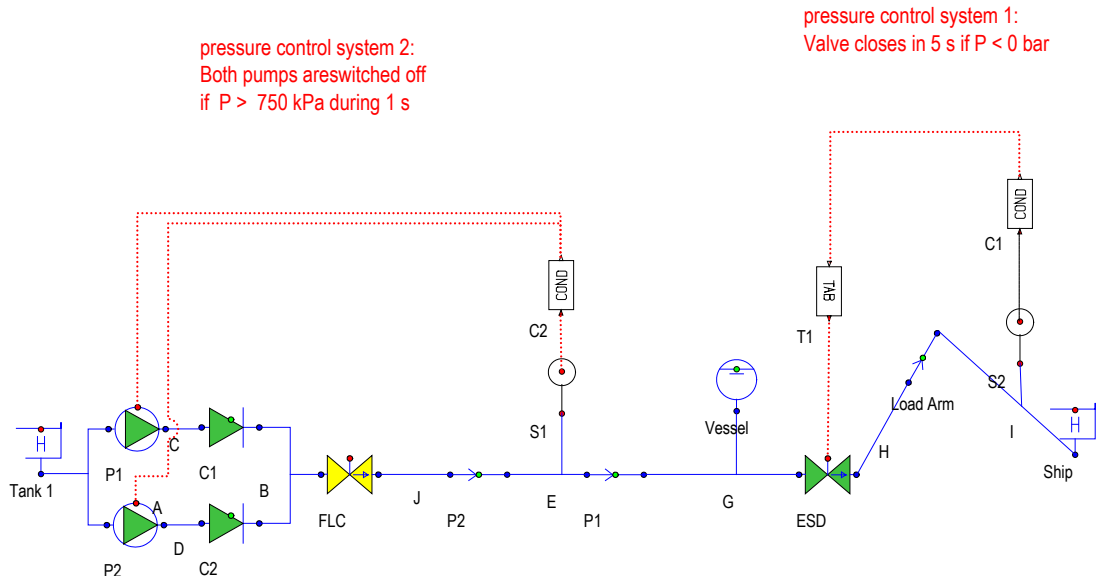 pressure control system 1:
Valve closes in 5 s if P < 0 bar
pressure control system 2:
Both pumps areswitched off
if P > 750 kPa during 1 s
COND
C1
COND
TAB
C2
T1
S1
Vessel
S2
Load Arm
I
H
H
H
Tank 1
P1
C
C1
B
A
FLC
J
P2
E
P1
G
ESD
Ship
P2
D
C2